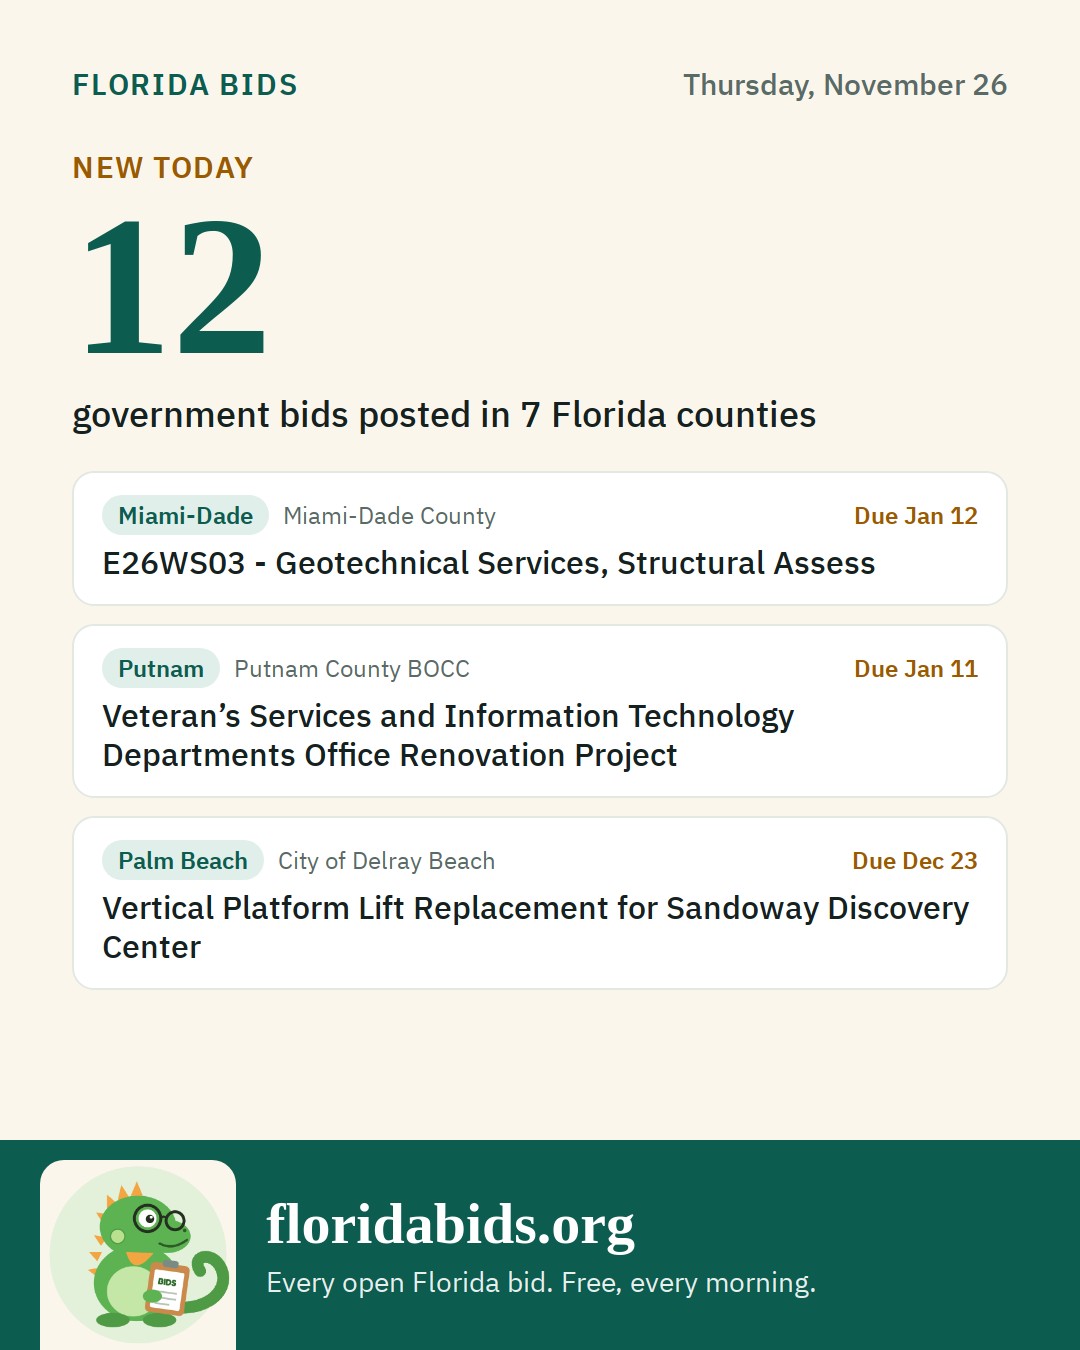 FLORIDA BIDS
Thursday, November 26
NEW TODAY
12
government bids posted in 7 Florida counties
Miami-Dade Miami-Dade County Due Jan 12
E26WS03 - Geotechnical Services, Structural Assess
Putnam Putnam County BOCC Due Jan 11
Veteran’s Services and Information Technology
Departments Office Renovation Project
Palm Beach City of Delray Beach Due Dec 23
Vertical Platform Lift Replacement for Sandoway Discovery
Center
BIDS
floridabids.org
Every open Florida bid. Free, every morning.